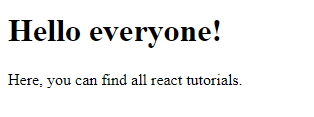 Hello everyone!
Here, you can find all react tutorials.